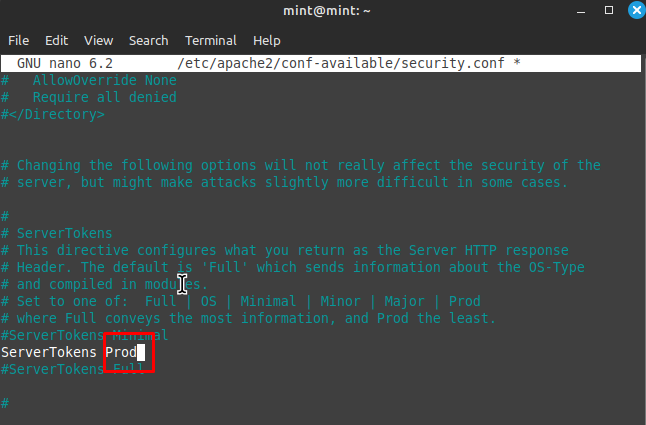 mint@mint: ~
File Edit View Search Terminal Help
GNU nano 6.2 /etc/apache2/conf-available/security.conf *
#   AllowOverride None
#   Require all denied
#</Directory>
# Changing the following options will not really affect the security of the
# server, but might make attacks slightly more difficult in some cases.
#
# ServerTokens
# This directive configures what you return as the Server HTTP response
# Header. The default is 'Full' which sends information about the OS-Type
# and compiled in modules.
# Set to one of:  Full | OS | Minimal | Minor | Major | Prod
# where Full conveys the most information, and Prod the least.
#ServerTokens Minimal
ServerTokens Prod
#ServerTokens Full
#